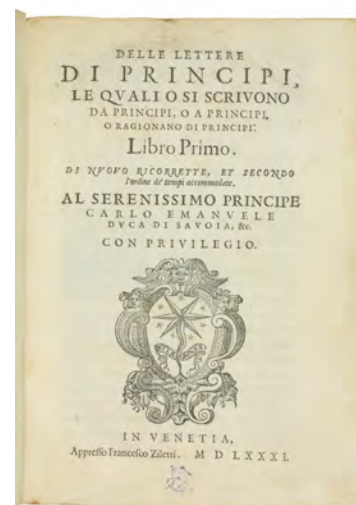 DELLE LETTERE
DI PRINCIPI,
LE QVALI O SI SCRIVONO
DA PRINCIPI, O A PRINCIPI,
O RAGIONANO DI PRINCIPI.
Libro Primo.
DI NVOVO RICORRETTE, ET SECONDO
l'ordine de' tempi accommodate.
AL SERENISSIMO PRINCIPE
CARLO EMANVELE
DVCA DI SAVOIA, &c.
CON PRIVILEGIO.
IN VENETIA,
Appresso Francesco Ziletti. M D LXXXI.